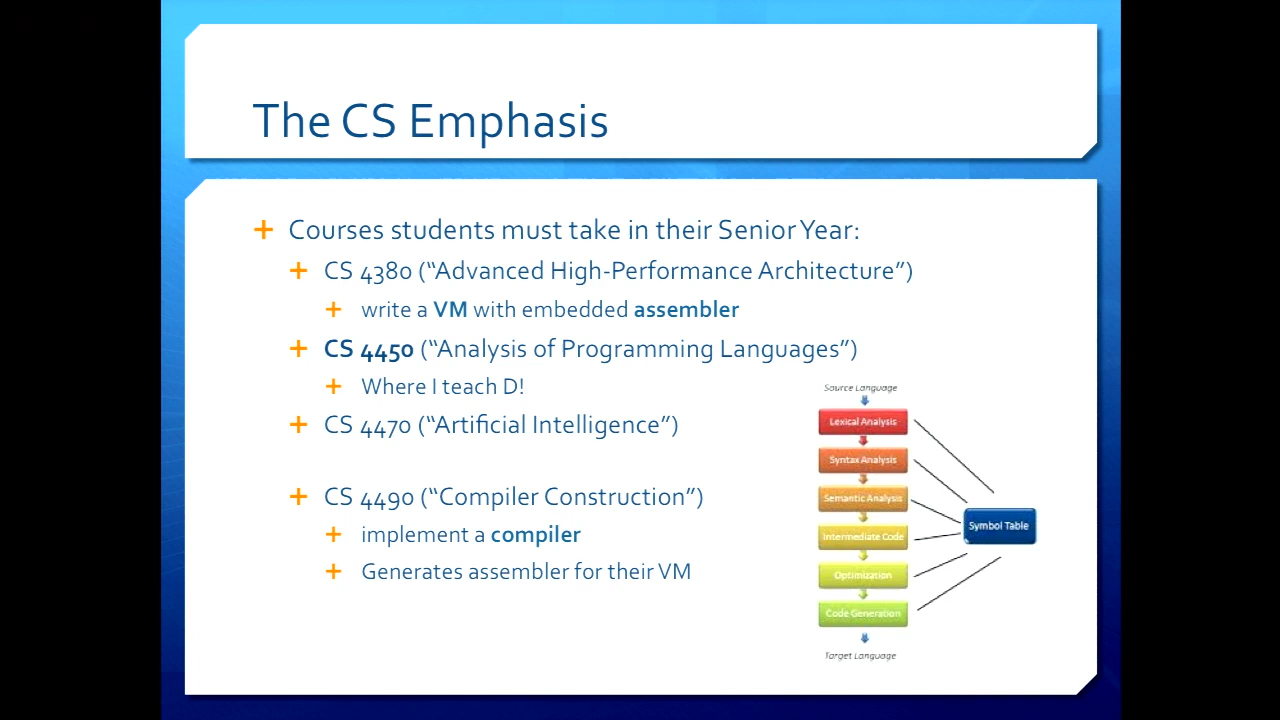 The CS Emphasis
Courses students must take in their Senior Year:
CS 4380 (“Advanced High-Performance Architecture”)
write a VM with embedded assembler
CS 4450 (“Analysis of Programming Languages”)
Where I teach D!
CS 4470 (“Artificial Intelligence”)
CS 4490 (“Compiler Construction”)
implement a compiler
Generates assembler for their VM
Source Language
Lexical Analysis
Syntax Analysis
Semantic Analysis
Intermediate Code
Optimization
Code Generation
Target Language
Symbol Table